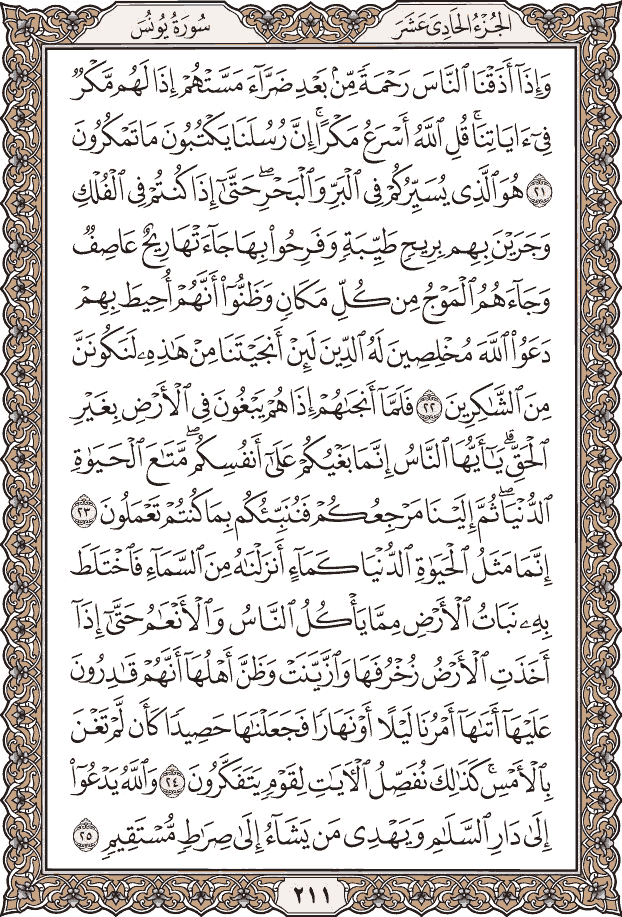 الجُزْءُ الحَادِي عَشَرَ
سُورَةُ يُونُسَ
وَإِذَآ أَذَقْنَا ٱلنَّاسَ رَحْمَةً مِّنۢ بَعْدِ ضَرَّآءَ مَسَّتْهُمْ إِذَا لَهُم مَّكْرٌ
فِىٓ ءَايَاتِنَاۚ قُلِ ٱللَّهُ أَسْرَعُ مَكْرًاۚ إِنَّ رُسُلَنَا يَكْتُبُونَ مَا تَمْكُرُونَ
٢١ هُوَ ٱلَّذِى يُسَيِّرُكُمْ فِى ٱلْبَرِّ وَٱلْبَحْرِۖ حَتَّىٰٓ إِذَا كُنتُمْ فِى ٱلْفُلْكِ
وَجَرَيْنَ بِهِم بِرِيحٍ طَيِّبَةٍ وَفَرِحُوا۟ بِهَا جَآءَتْهَا رِيحٌ عَاصِفٌ
وَجَآءَهُمُ ٱلْمَوْجُ مِن كُلِّ مَكَانٍ وَظَنُّوٓا۟ أَنَّهُمْ أُحِيطَ بِهِمْ
دَعَوُا۟ ٱللَّهَ مُخْلِصِينَ لَهُ ٱلدِّينَ لَئِنْ أَنجَيْتَنَا مِنْ هَٰذِهِۦ لَنَكُونَنَّ
مِنَ ٱلشَّٰكِرِينَ ٢٢ فَلَمَّآ أَنجَىٰهُمْ إِذَا هُمْ يَبْغُونَ فِى ٱلْأَرْضِ بِغَيْرِ
ٱلْحَقِّۗ يَٰٓأَيُّهَا ٱلنَّاسُ إِنَّمَا بَغْيُكُمْ عَلَىٰٓ أَنفُسِكُمۖ مَّتَٰعَ ٱلْحَيَوٰةِ
ٱلدُّنْيَاۖ ثُمَّ إِلَيْنَا مَرْجِعُكُمْ فَنُنَبِّئُكُم بِمَا كُنتُمْ تَعْمَلُونَ ٢٣
إِنَّمَا مَثَلُ ٱلْحَيَوٰةِ ٱلدُّنْيَا كَمَآءٍ أَنزَلْنَٰهُ مِنَ ٱلسَّمَآءِ فَٱخْتَلَطَ
بِهِۦ نَبَاتُ ٱلْأَرْضِ مِمَّا يَأْكُلُ ٱلنَّاسُ وَٱلْأَنْعَٰمُ حَتَّىٰٓ إِذَآ
أَخَذَتِ ٱلْأَرْضُ زُخْرُفَهَا وَٱزَّيَّنَتْ وَظَنَّ أَهْلُهَآ أَنَّهُمْ قَٰدِرُونَ
عَلَيْهَآ أَتَىٰهَآ أَمْرُنَا لَيْلًا أَوْ نَهَارًا فَجَعَلْنَٰهَا حَصِيدًا كَأَن لَّمْ تَغْنَ
بِٱلْأَمْسِۚ كَذَٰلِكَ نُفَصِّلُ ٱلْءَايَٰتِ لِقَوْمٍ يَتَفَكَّرُونَ ٢٤ وَٱللَّهُ يَدْعُوٓا۟
إِلَىٰ دَارِ ٱلسَّلَٰمِ وَيَهْدِى مَن يَشَآءُ إِلَىٰ صِرَٰطٍ مُّسْتَقِيمٍ ٢٥
٢١١